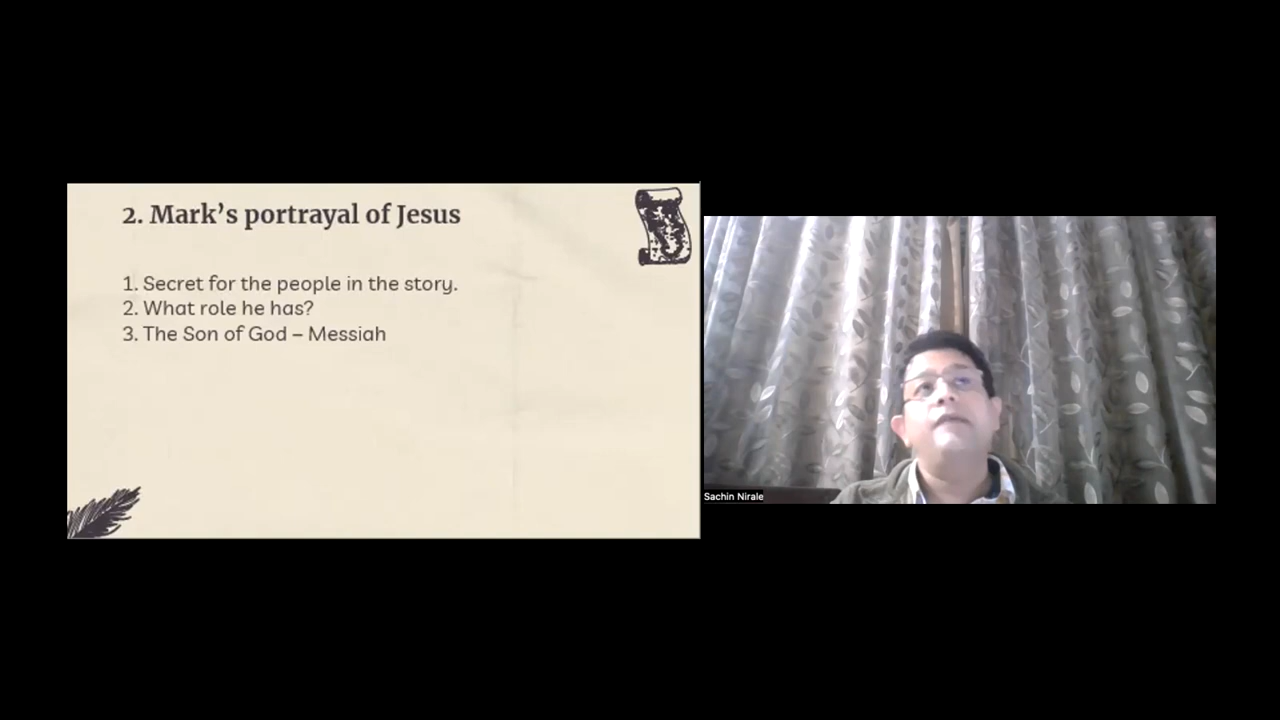 2. Mark’s portrayal of Jesus
1. Secret for the people in the story.
2. What role he has?
3. The Son of God – Messiah
Sachin Nirale